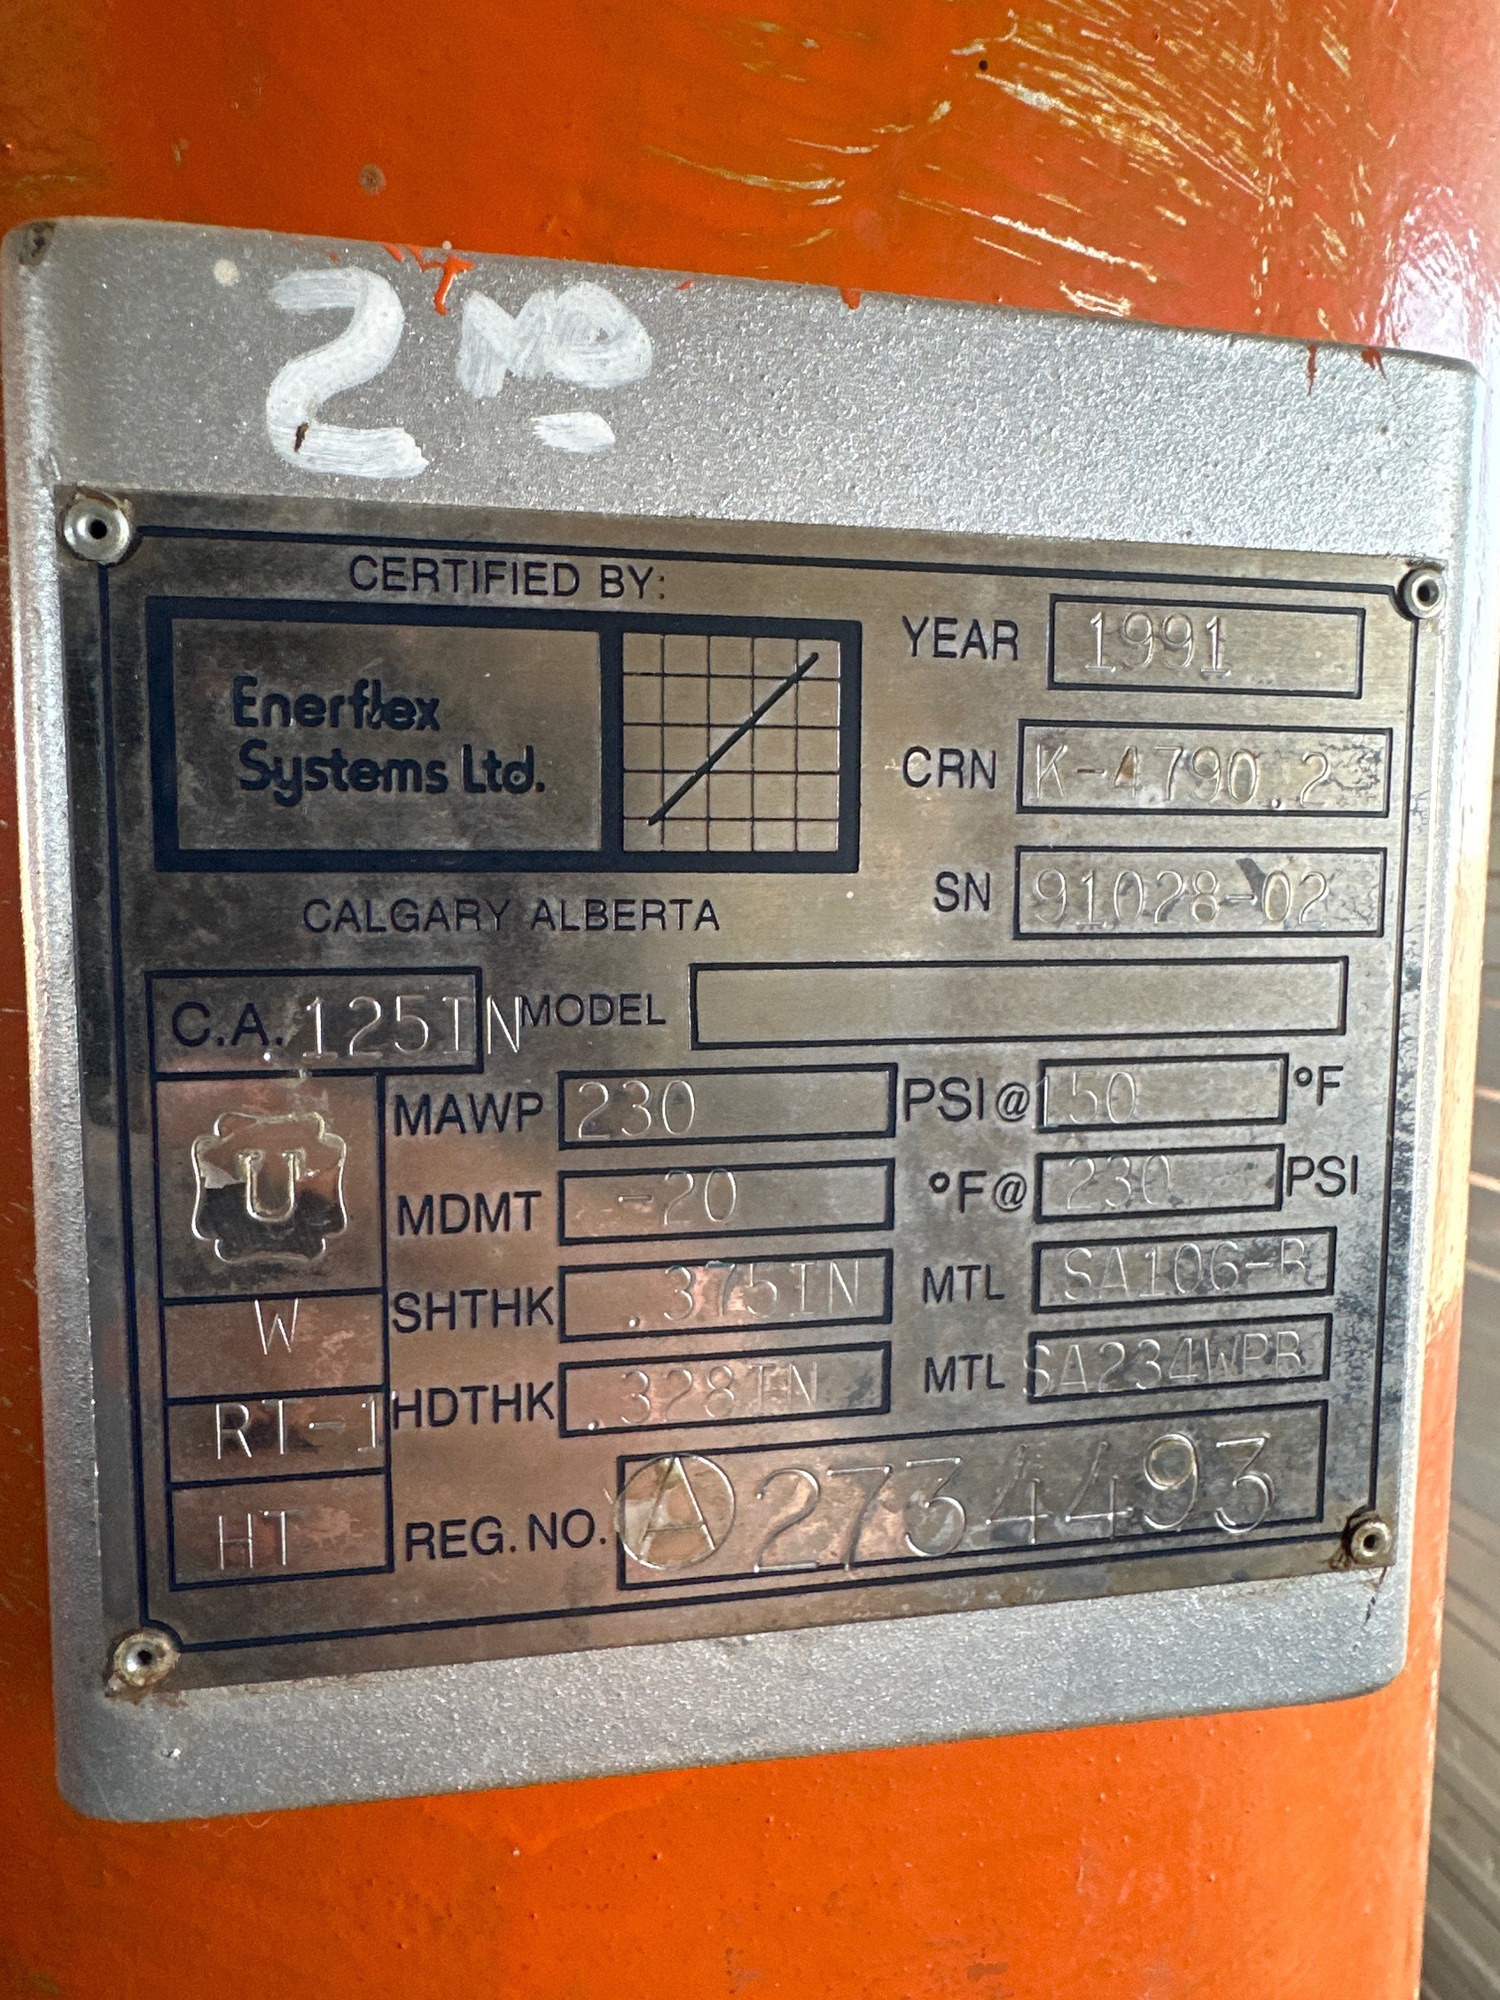 2ND
CERTIFIED BY:
Enerflex
Systems Ltd.
CALGARY ALBERTA
YEAR 1991
CRN K-4790.2
SN 91028-02
C.A. .125IN MODEL
U
W
RT-1
HT
MAWP 230 PSI@ 150 °F
MDMT -20 °F@ 230 PSI
SHTHK .375IN MTL SA106-B
HDTHK .328IN MTL SA234WPB
REG. NO. A 2734493